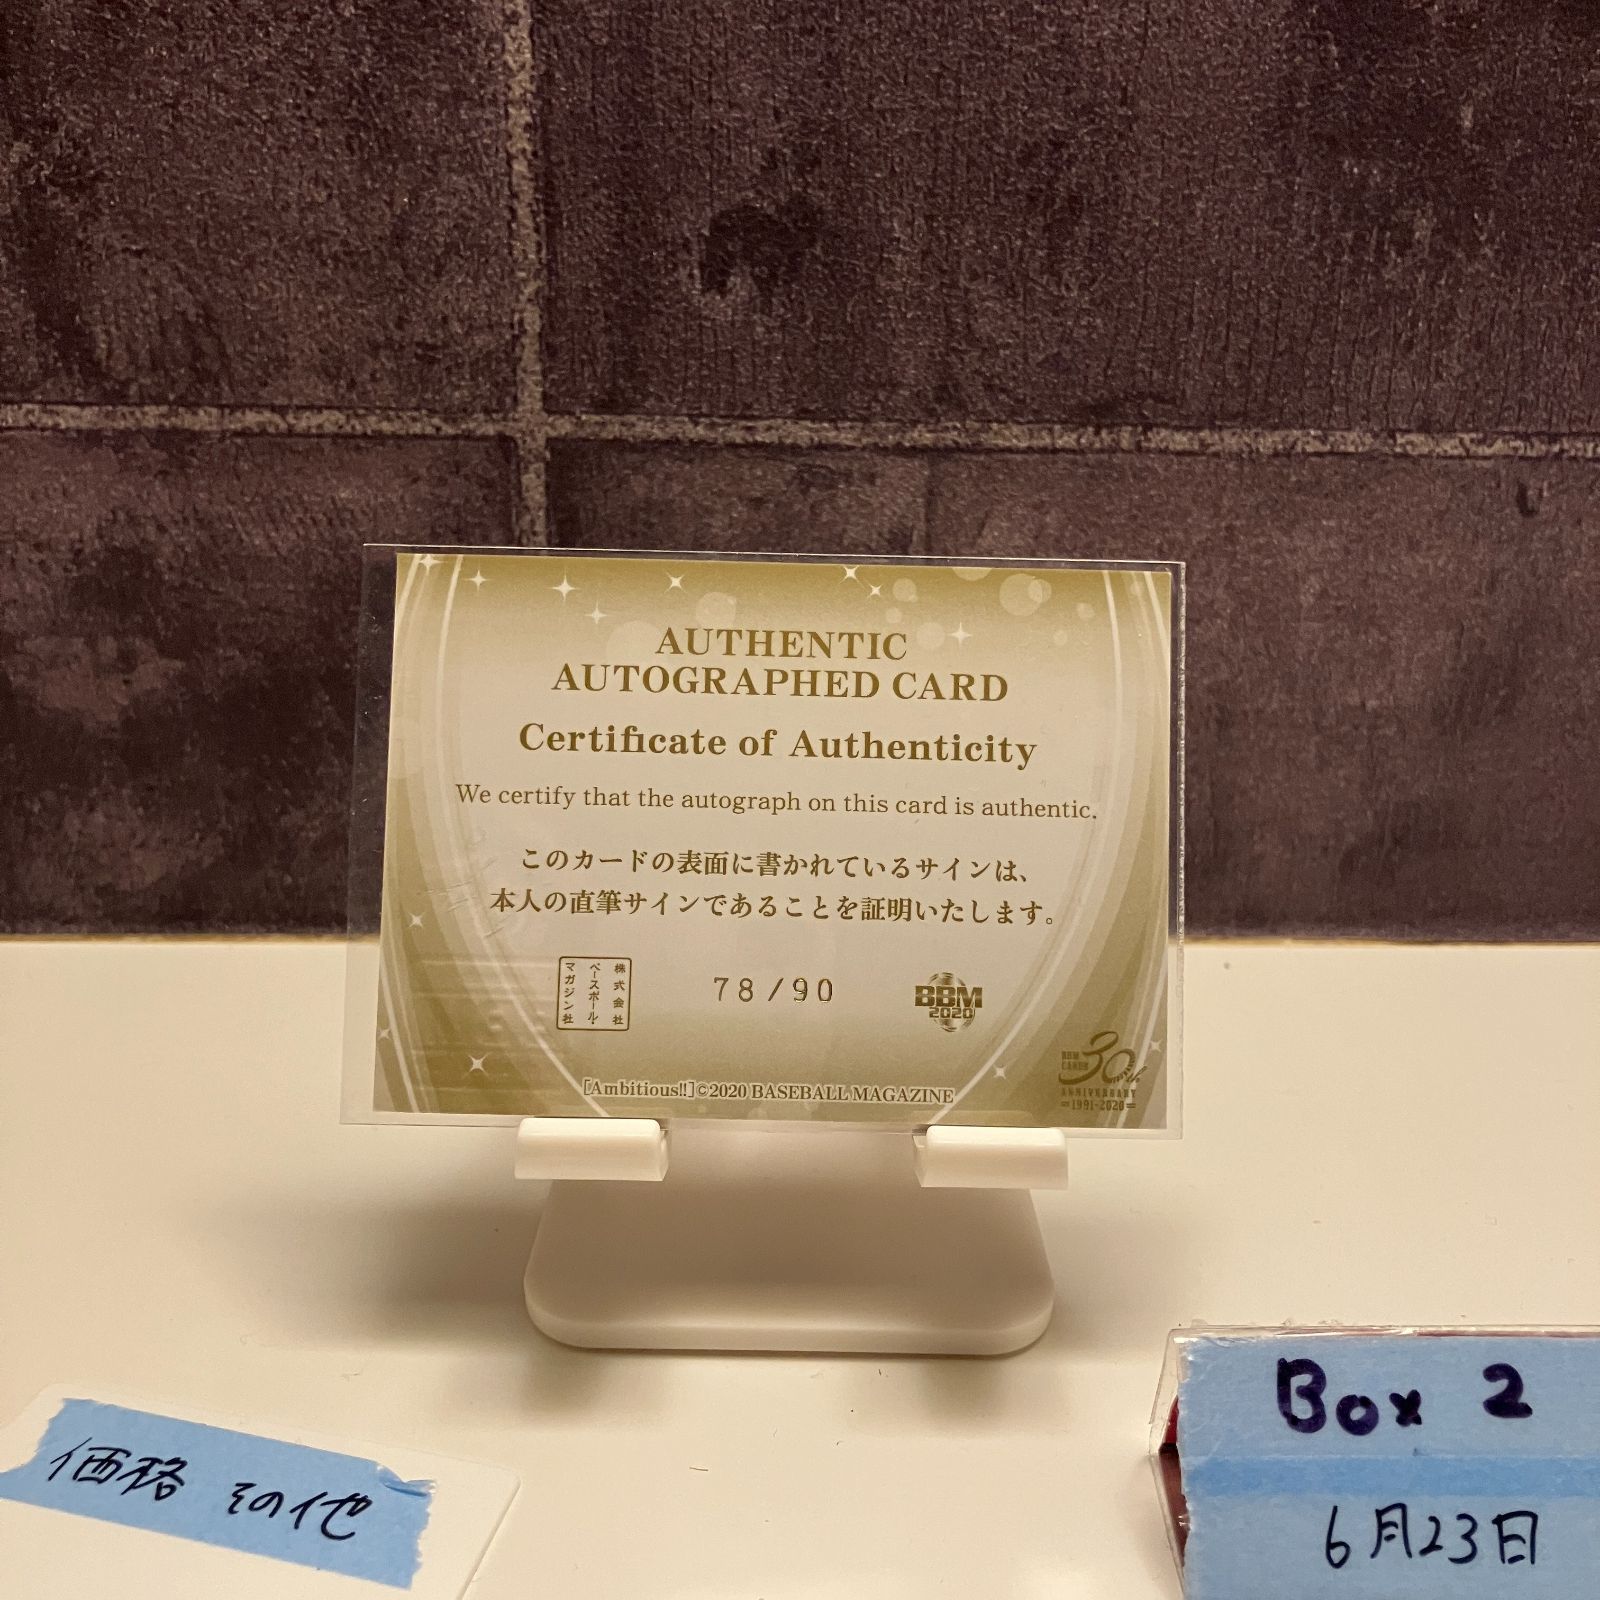 AUTHENTIC
AUTOGRAPHED CARD
Certificate of Authenticity
We certify that the autograph on this card is authentic.
このカードの表面に書かれているサインは、
本人の直筆サインであることを証明いたします。
株式会社
ベースボール・
マガジン社
78/90
BBM
2020
BBM
CARDS
30th
ANNIVERSARY
=1991-2020=
[Ambitious!!]©2020 BASEBALL MAGAZINE
価格 その他
Box 2
6月23日